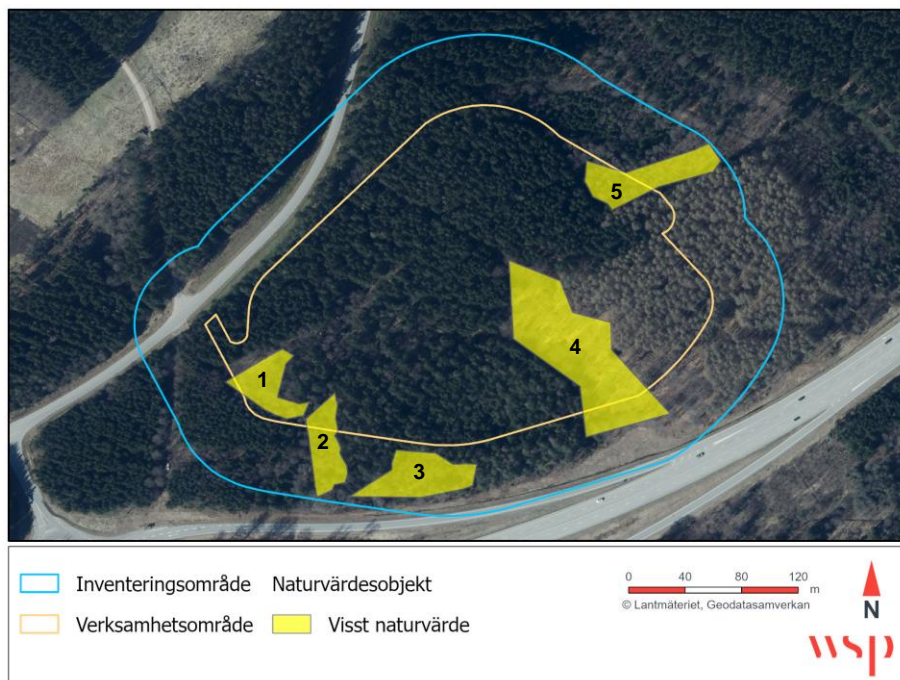 5
4
1
2
3
Inventeringsområde Naturvärdesobjekt
Verksamhetsområde Visst naturvärde
0 40 80 120
m
© Lantmäteriet, Geodatasamverkan
N
wsp